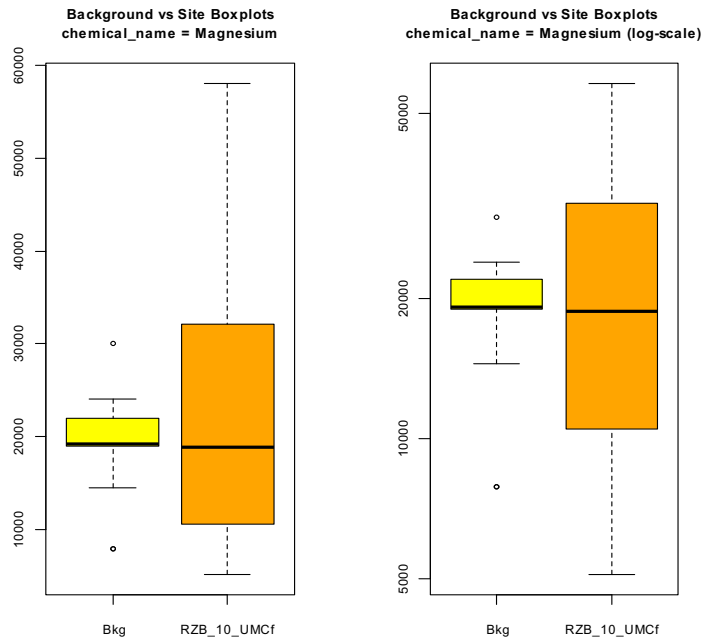 Background vs Site Boxplots
chemical_name = Magnesium
60000
50000
40000
30000
20000
10000
Bkg
RZB_10_UMCf
Background vs Site Boxplots
chemical_name = Magnesium (log-scale)
50000
20000
10000
5000
Bkg
RZB_10_UMCf